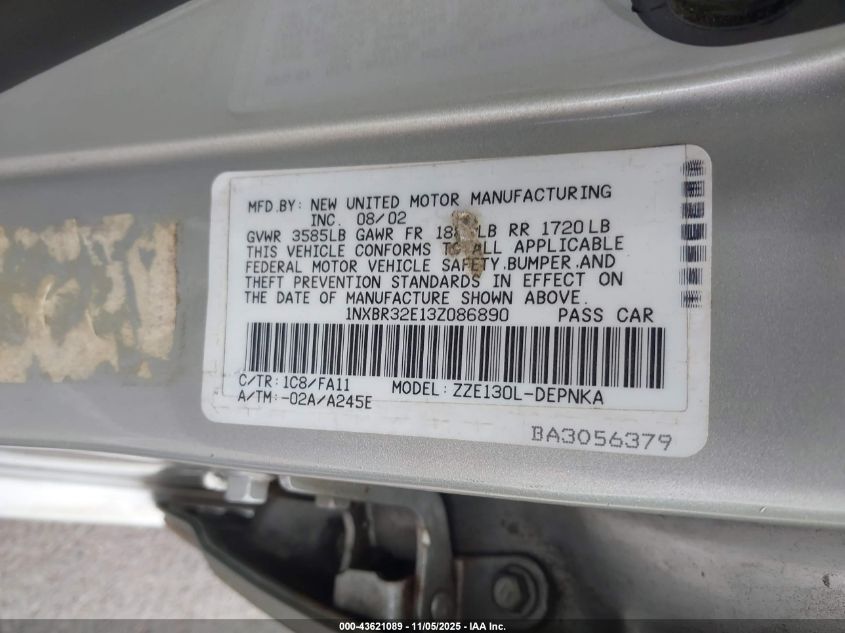 MFD.BY: NEW UNITED MOTOR MANUFACTURING
INC. 08/02
GVWR 3585LB GAWR FR LB RR 1720LB
THIS VEHICLE CONFORMS TO ALL APPLICABLE
FEDERAL MOTOR VEHICLE SAFETY.BUMPER.AND
THEFT PREVENTION STANDARDS IN EFFECT ON
THE DATE OF MANUFACTURE SHOWN ABOVE.
1NXBR32E13Z086890 PASS CAR
C/TR:1C8/FA11 MODEL:ZZE130L-DEPNKA
A/TM:-02A/A245E
BA3056379
000-43621089 - 11/05/2025 - IAA Inc.